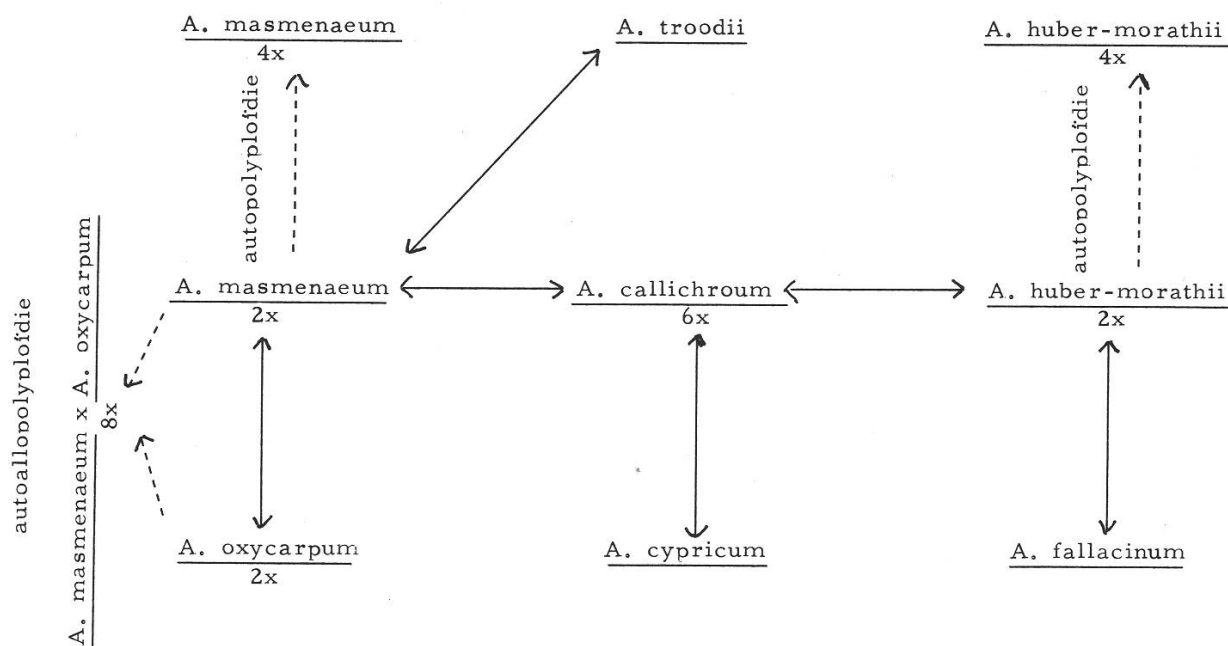 A. masmenaeum
4x
A. troodii
A. huber-morathii
4x
autopolyploïdie
autopolyploïdie
A. masmenaeum
2x
A. callichroum
6x
A. huber-morathii
2x
autoallopolyploïdie
A. masmenaeum x A. oxycarpum
8x
A. oxycarpum
2x
A. cypricum
A. fallacinum